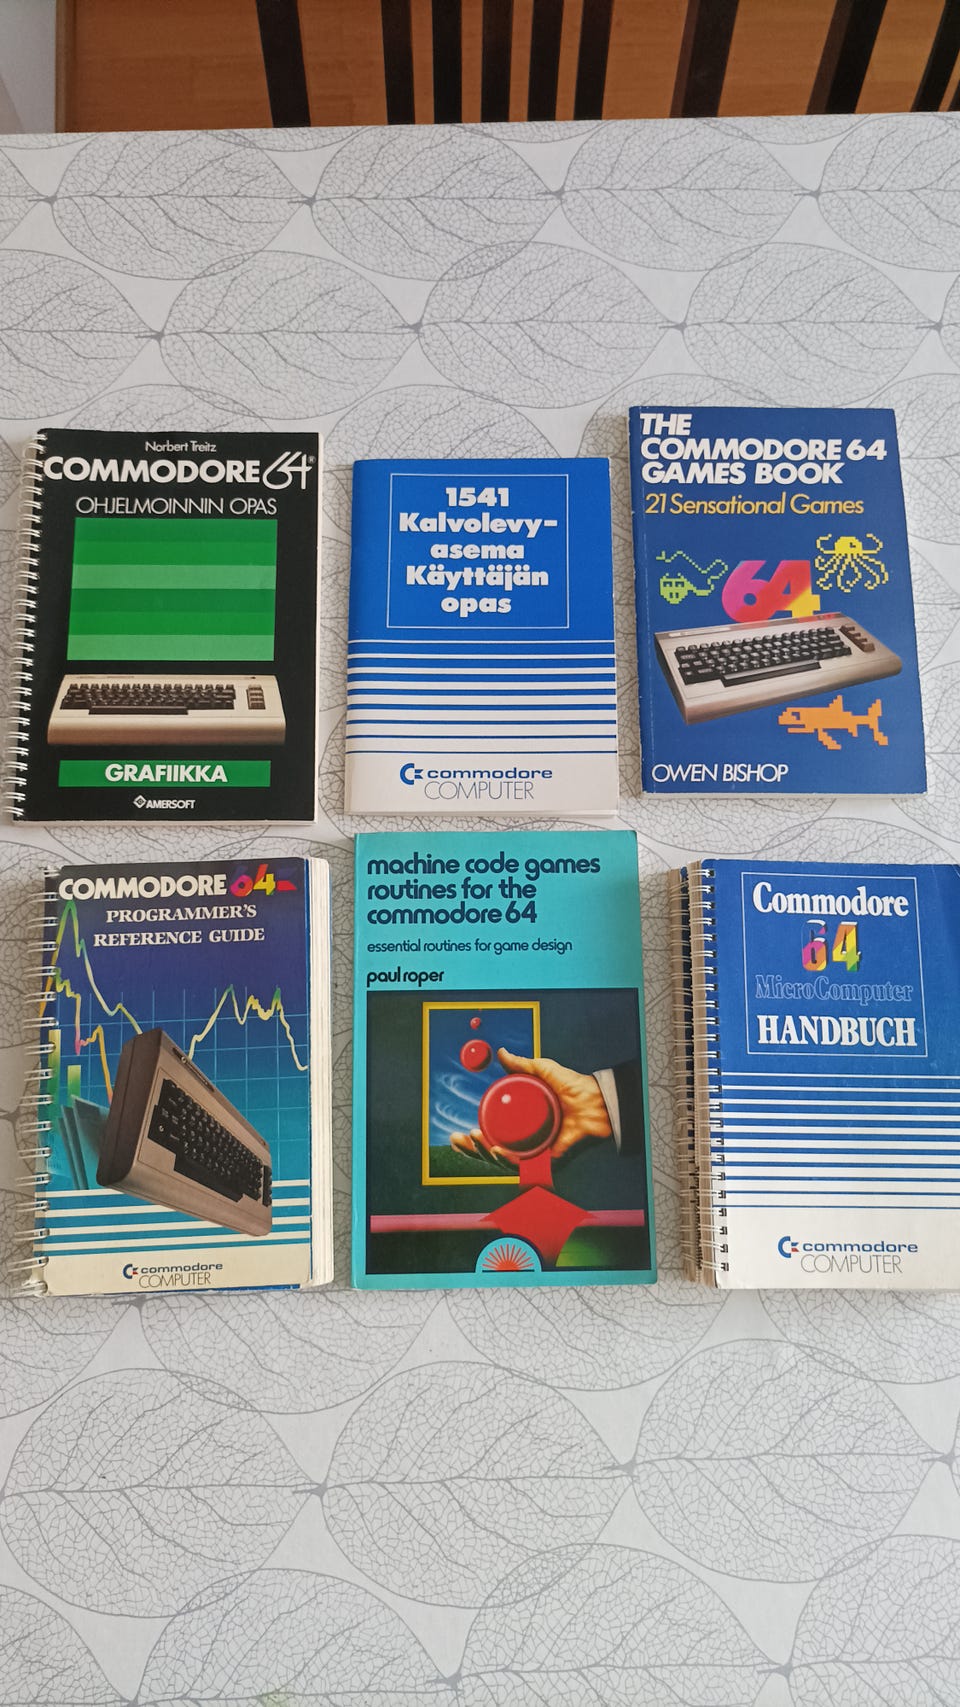 Norbert Treitz
COMMODORE 64
OHJELMOINNIN OPAS
GRAFIIKKA
AMERSOFT
1541
Kalvolevy-
asema
Käyttäjän
opas
commodore
COMPUTER
THE
COMMODORE 64
GAMES BOOK
21 Sensational Games
64
OWEN BISHOP
COMMODORE 64
PROGRAMMER'S
REFERENCE GUIDE
commodore
COMPUTER
machine code games
routines for the
commodore 64
essential routines for game design
paul roper
Commodore
64
MicroComputer
HANDBUCH
commodore
COMPUTER